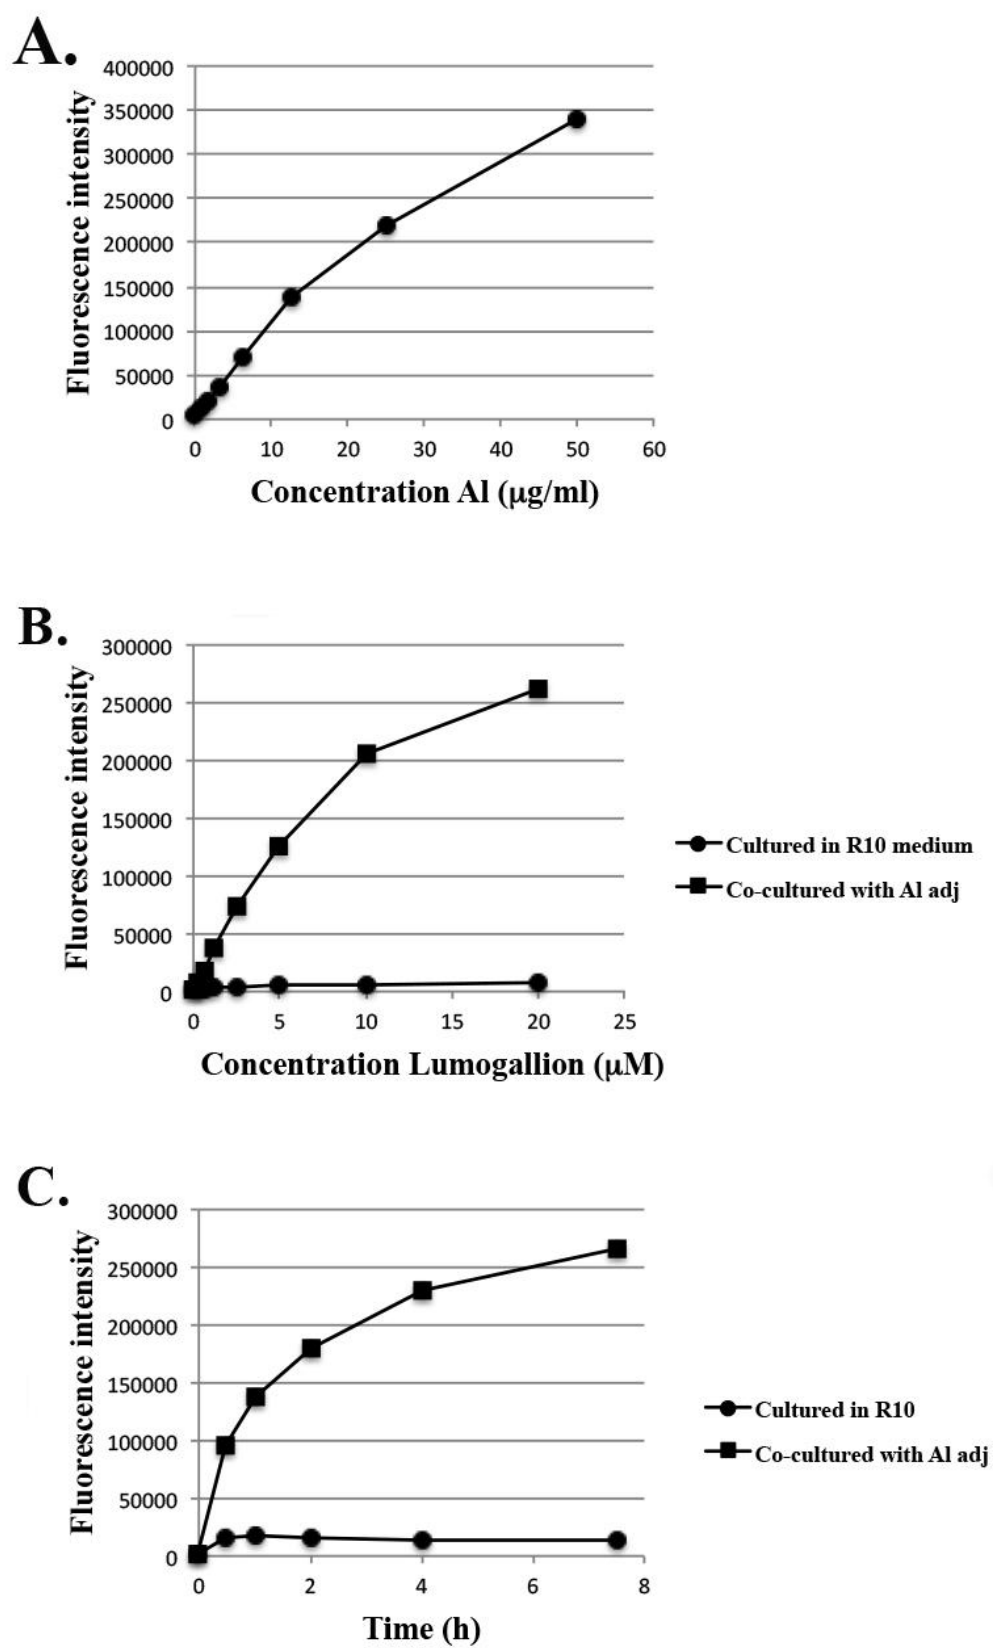 A.
400000
350000
300000
250000
200000
150000
100000
50000
0
Fluorescence intensity
0 10 20 30 40 50 60
Concentration Al (μg/ml)
B.
300000
250000
200000
150000
100000
50000
0
Fluorescence intensity
0 5 10 15 20 25
Concentration Lumogallion (μM)
Cultured in R10 medium
Co-cultured with Al adj
C.
300000
250000
200000
150000
100000
50000
0
Fluorescence intensity
0 2 4 6 8
Time (h)
Cultured in R10
Co-cultured with Al adj